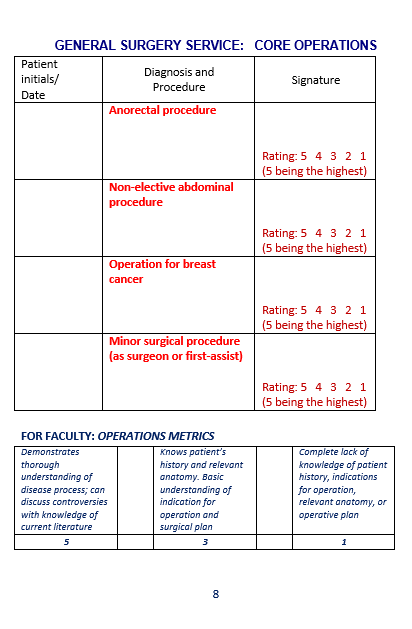 GENERAL SURGERY SERVICE: CORE OPERATIONS
Patient
initials/
Date
Diagnosis and
Procedure
Signature
Anorectal procedure
Rating: 5 4 3 2 1
(5 being the highest)
Non-elective abdominal
procedure
Rating: 5 4 3 2 1
(5 being the highest)
Operation for breast
cancer
Rating: 5 4 3 2 1
(5 being the highest)
Minor surgical procedure
(as surgeon or first-assist)
Rating: 5 4 3 2 1
(5 being the highest)
FOR FACULTY: OPERATIONS METRICS
Demonstrates
thorough
understanding of
disease process; can
discuss controversies
with knowledge of
current literature
Knows patient's
history and relevant
anatomy. Basic
understanding of
indication for
operation and
surgical plan
Complete lack of
knowledge of patient
history, indications
for operation,
relevant anatomy, or
operative plan
5 3 1
8